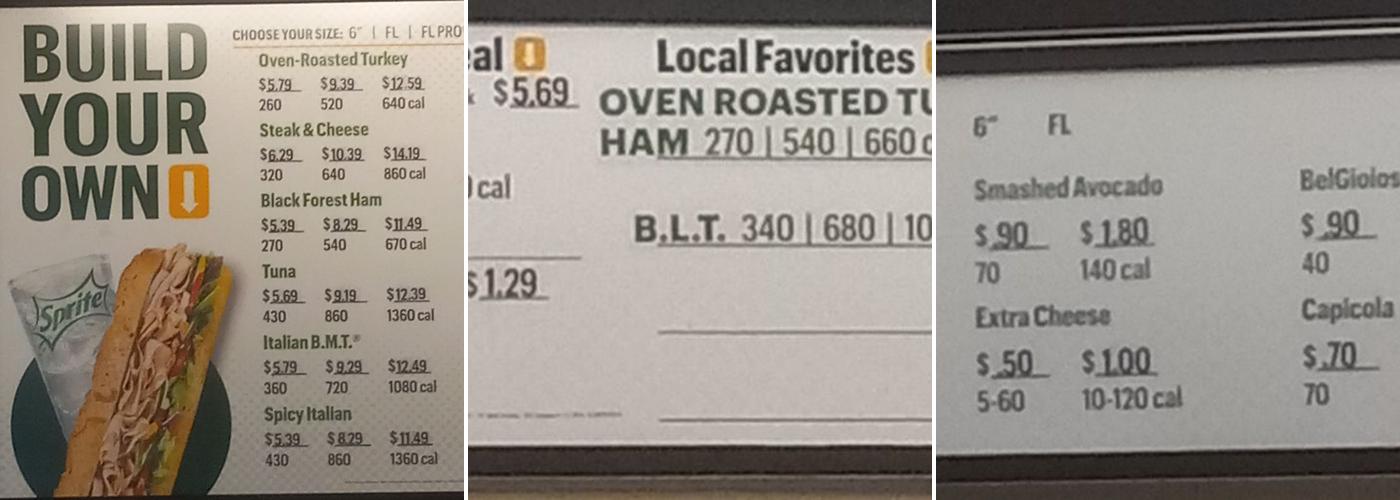 BUILD
YOUR
OWN
CHOOSE YOUR SIZE: 6" | FL | FL PRO
Oven-Roasted Turkey
$5.79 $9.39 $12.59
260 520 640 cal
Steak & Cheese
$6.29 $10.39 $14.19
320 640 860 cal
Black Forest Ham
$5.39 $8.29 $11.49
270 540 670 cal
Tuna
$5.69 $9.19 $12.39
430 860 1360 cal
Italian B.M.T.®
$5.79 $9.29 $12.49
360 720 1080 cal
Spicy Italian
$5.39 $8.29 $11.49
430 860 1360 cal
Sprite
$5.69
cal
$1.29
Local Favorites
OVEN ROASTED
HAM 270 | 540 | 660
B.L.T. 340 | 680 |
6" FL
Smashed Avocado
$.90 $1.80
70 140 cal
Extra Cheese
$.50 $1.00
5-60 10-120 cal
BelGiois
$.90
40
Capicola
$.70
70